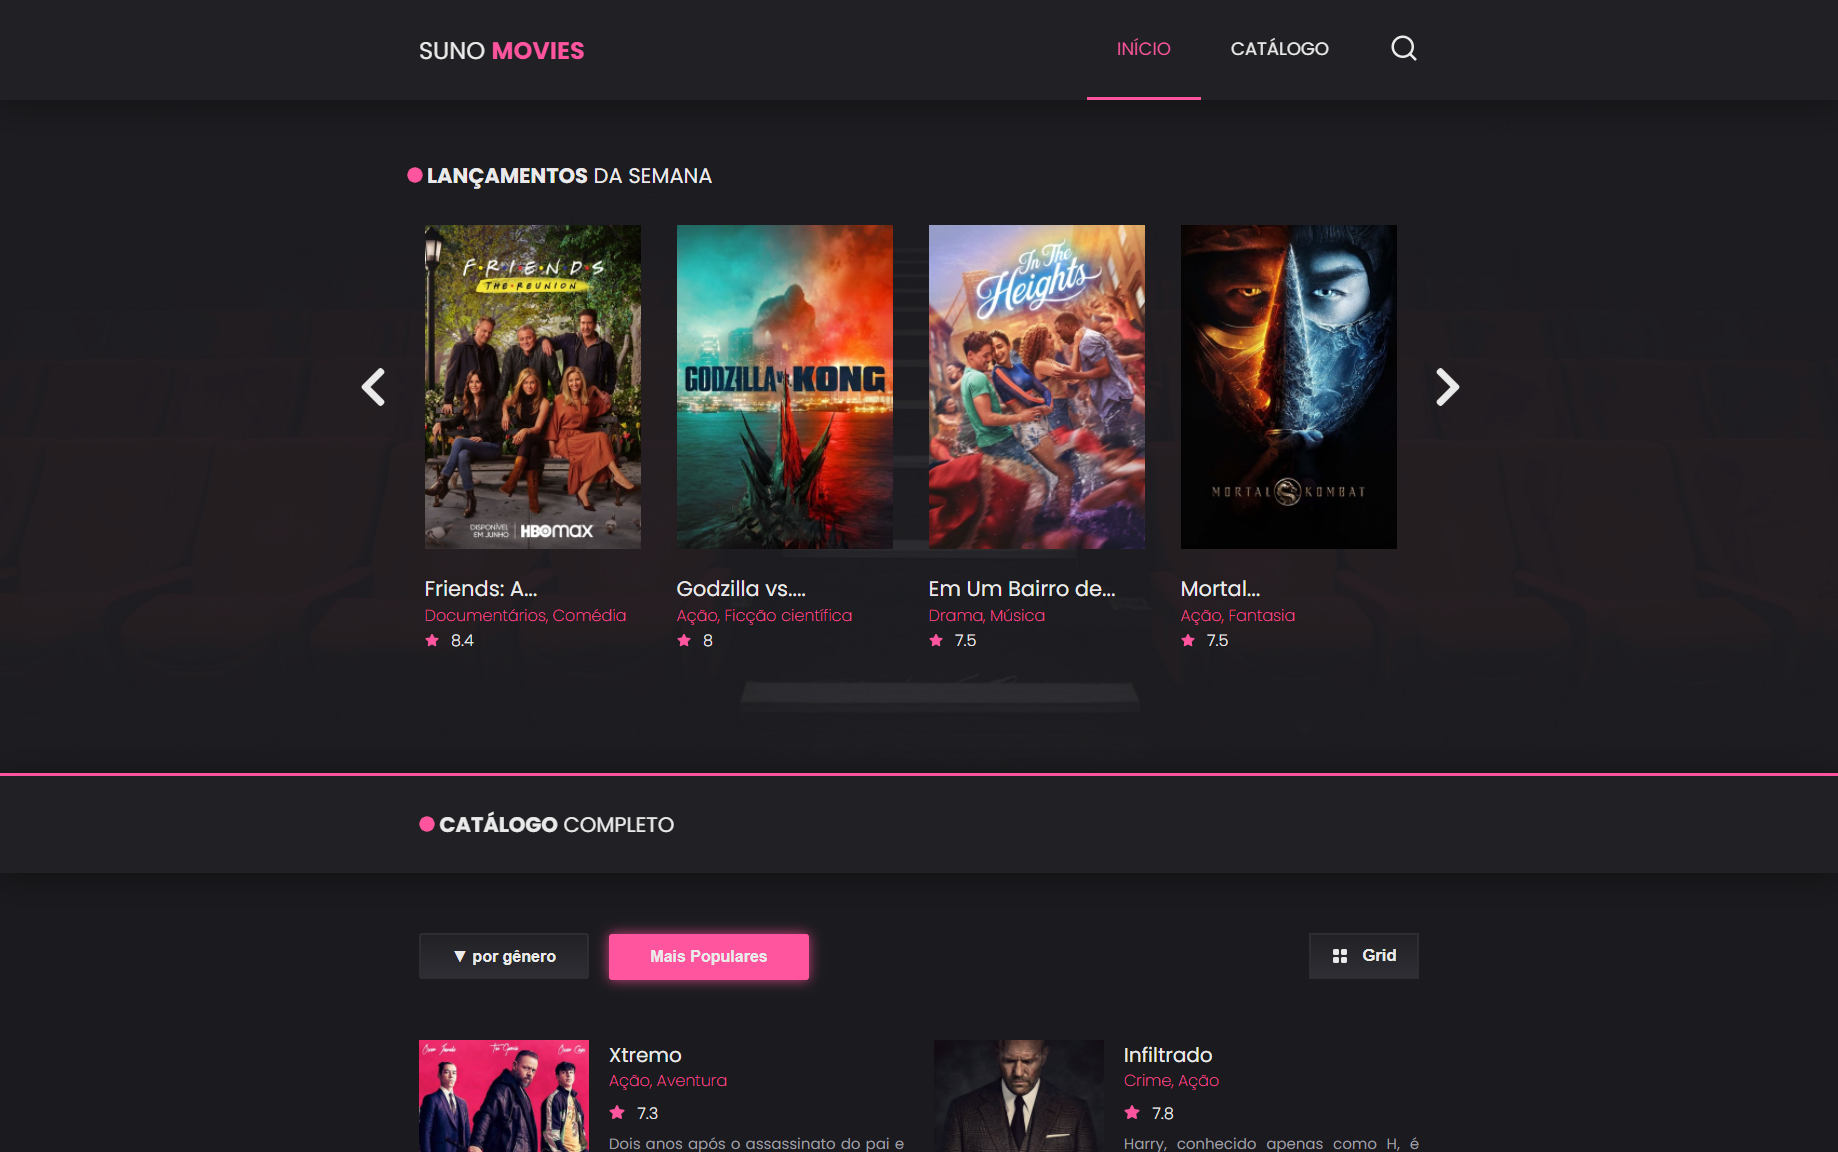 SUNO MOVIES
INÍCIO
CATÁLOGO
LANÇAMENTOS DA SEMANA
F·R·I·E·N·D·S
THE·REUNION
DISPONÍVEL
EM JUNHO
HBOmax
GODZILLA vs. KONG
In The
Heights
MORTAL KOMBAT
Friends: A...
Documentários, Comédia
8.4
Godzilla vs....
Ação, Ficção científica
8
Em Um Bairro de...
Drama, Música
7.5
Mortal...
Ação, Fantasia
7.5
CATÁLOGO COMPLETO
▼ por gênero
Mais Populares
Grid
Xtremo
Ação, Aventura
7.3
Dois anos após o assassinato do pai e
Infiltrado
Crime, Ação
7.8
Harry, conhecido apenas como H, é